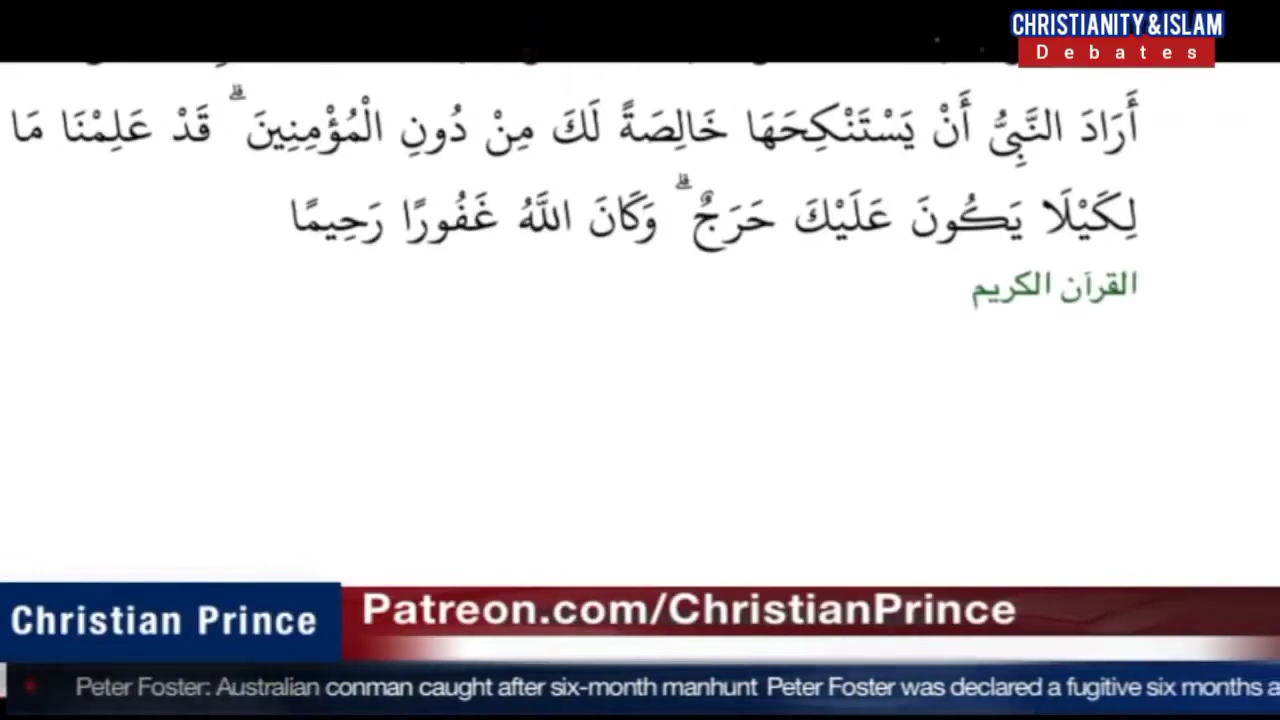 CHRISTIANITY & ISLAM
Debates
أَرَادَ النَّبِيُّ أَنْ يَسْتَنْكِحَهَا خَالِصَةً لَكَ مِنْ دُونِ الْمُؤْمِنِينَ ۗ قَدْ عَلِمْنَا مَا
لِكَيْلَا يَكُونَ عَلَيْكَ حَرَجٌ ۗ وَكَانَ اللَّهُ غَفُورًا رَحِيمًا
القرآن الكريم
Christian Prince
Patreon.com/ChristianPrince
Peter Foster: Australian conman caught after six-month manhunt Peter Foster was declared a fugitive six months a